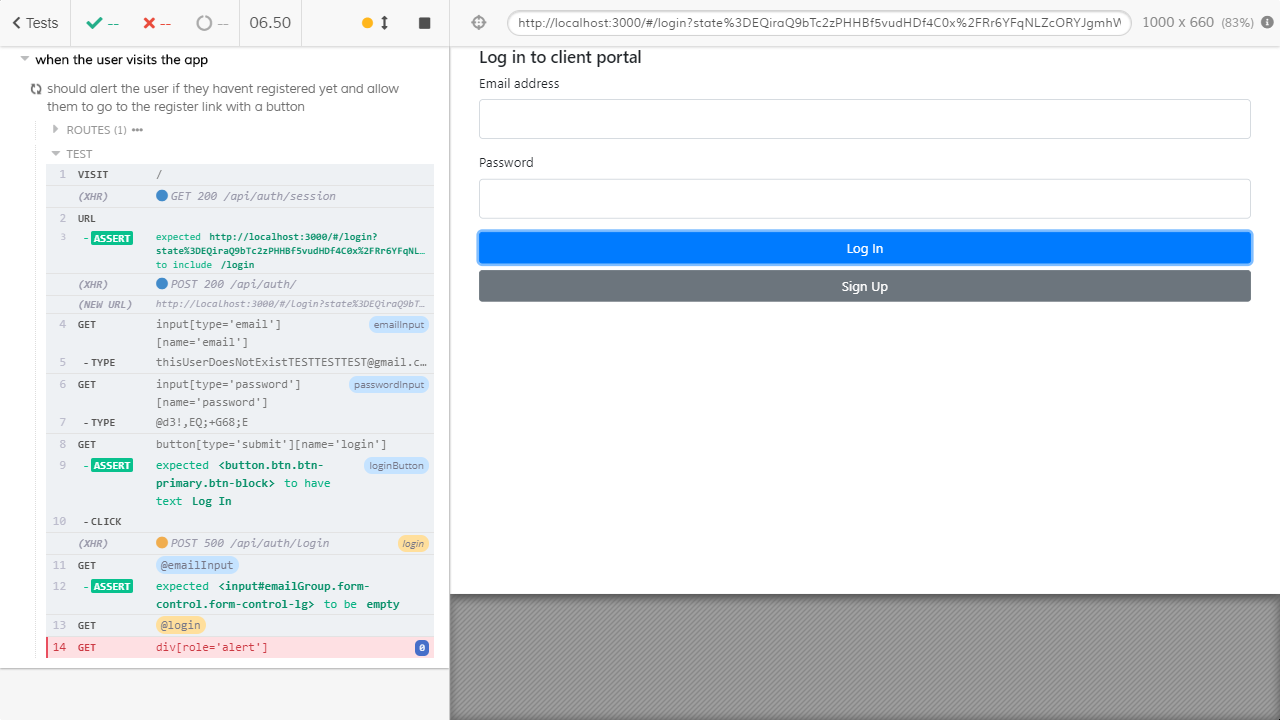 Tests
--
--
--
06.50
http://localhost:3000/#/login?state%3DEQiraQ9bTc2zPHHBf5vudHDf4C0x%2FRr6YFqNLZcORYJgmhW
1000 x 660 (83%)
when the user visits the app
should alert the user if they havent registered yet and allow
them to go to the register link with a button
ROUTES (1) •••
TEST
1 VISIT /
(XHR) GET 200 /api/auth/session
2 URL
3 - ASSERT expected http://localhost:3000/#/login?
state%3DEQiraQ9bTc2zPHHBf5vudHDf4C0x%2FRr6YFqNL…
to include /login
(XHR) POST 200 /api/auth/
(NEW URL) http://localhost:3000/#/login?state%3DEQiraQ9bT…
4 GET input[type='email'] emailInput
[name='email']
5 - TYPE thisUserDoesNotExistTESTTESTTEST@gmail.c…
6 GET input[type='password'] passwordInput
[name='password']
7 - TYPE @d3!,EQ;+G68;E
8 GET button[type='submit'][name='login']
9 - ASSERT expected <button.btn.btn- loginButton
primary.btn-block> to have
text Log In
10 - CLICK
(XHR) POST 500 /api/auth/login login
11 GET @emailInput
12 - ASSERT expected <input#emailGroup.form-
control.form-control-lg> to be empty
13 GET @login
14 GET div[role='alert'] 0
Log in to client portal
Email address
Password
Log In
Sign Up